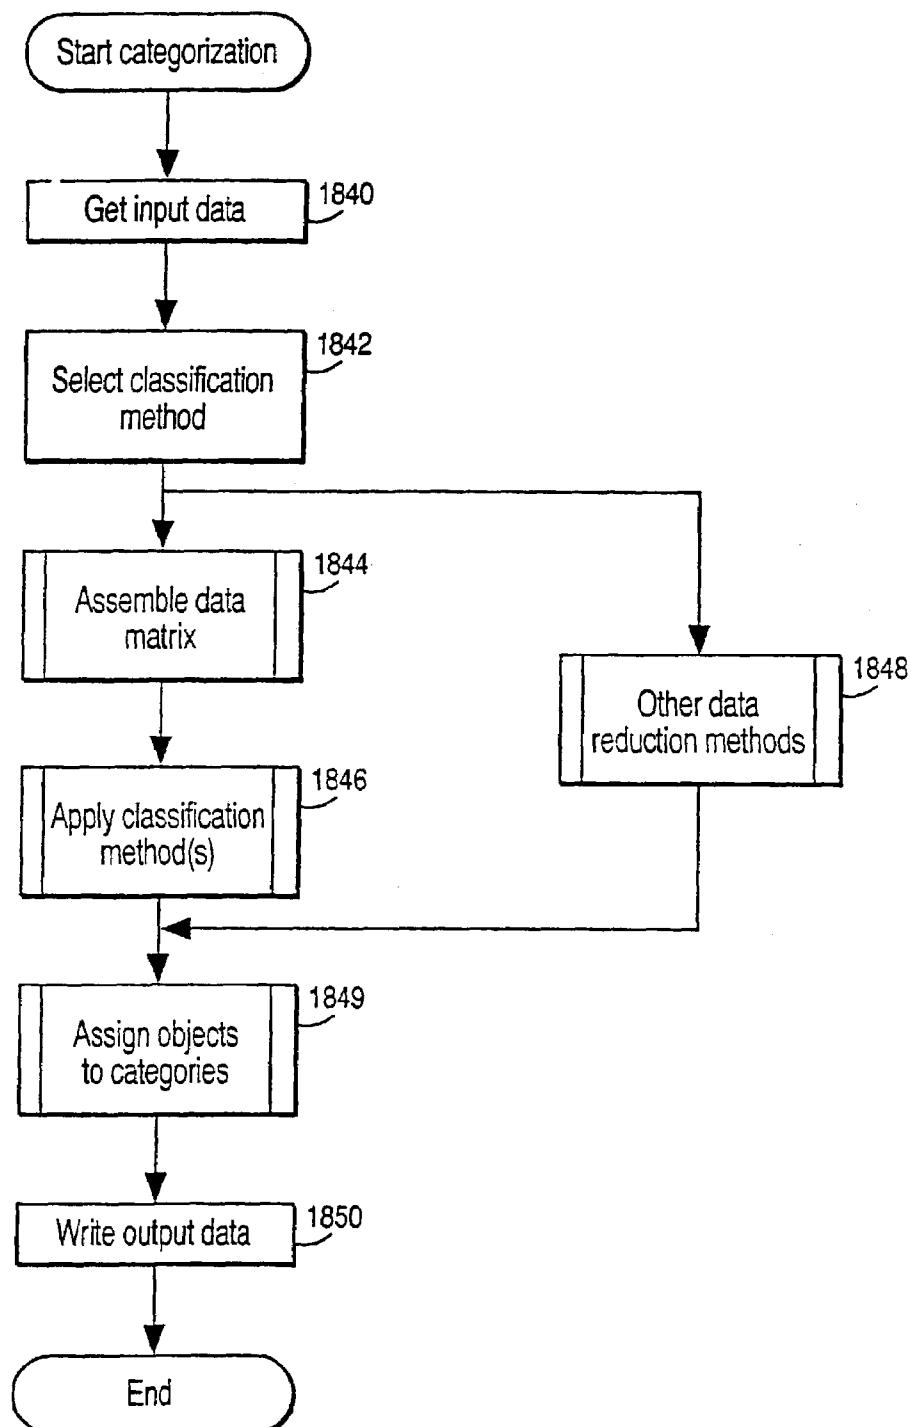 Start categorization
Get input data
1840
Select classification
method
1842
Assemble data
matrix
1844
Other data
reduction methods
1848
Apply classification
method(s)
1846
Assign objects
to categories
1849
Write output data
1850
End